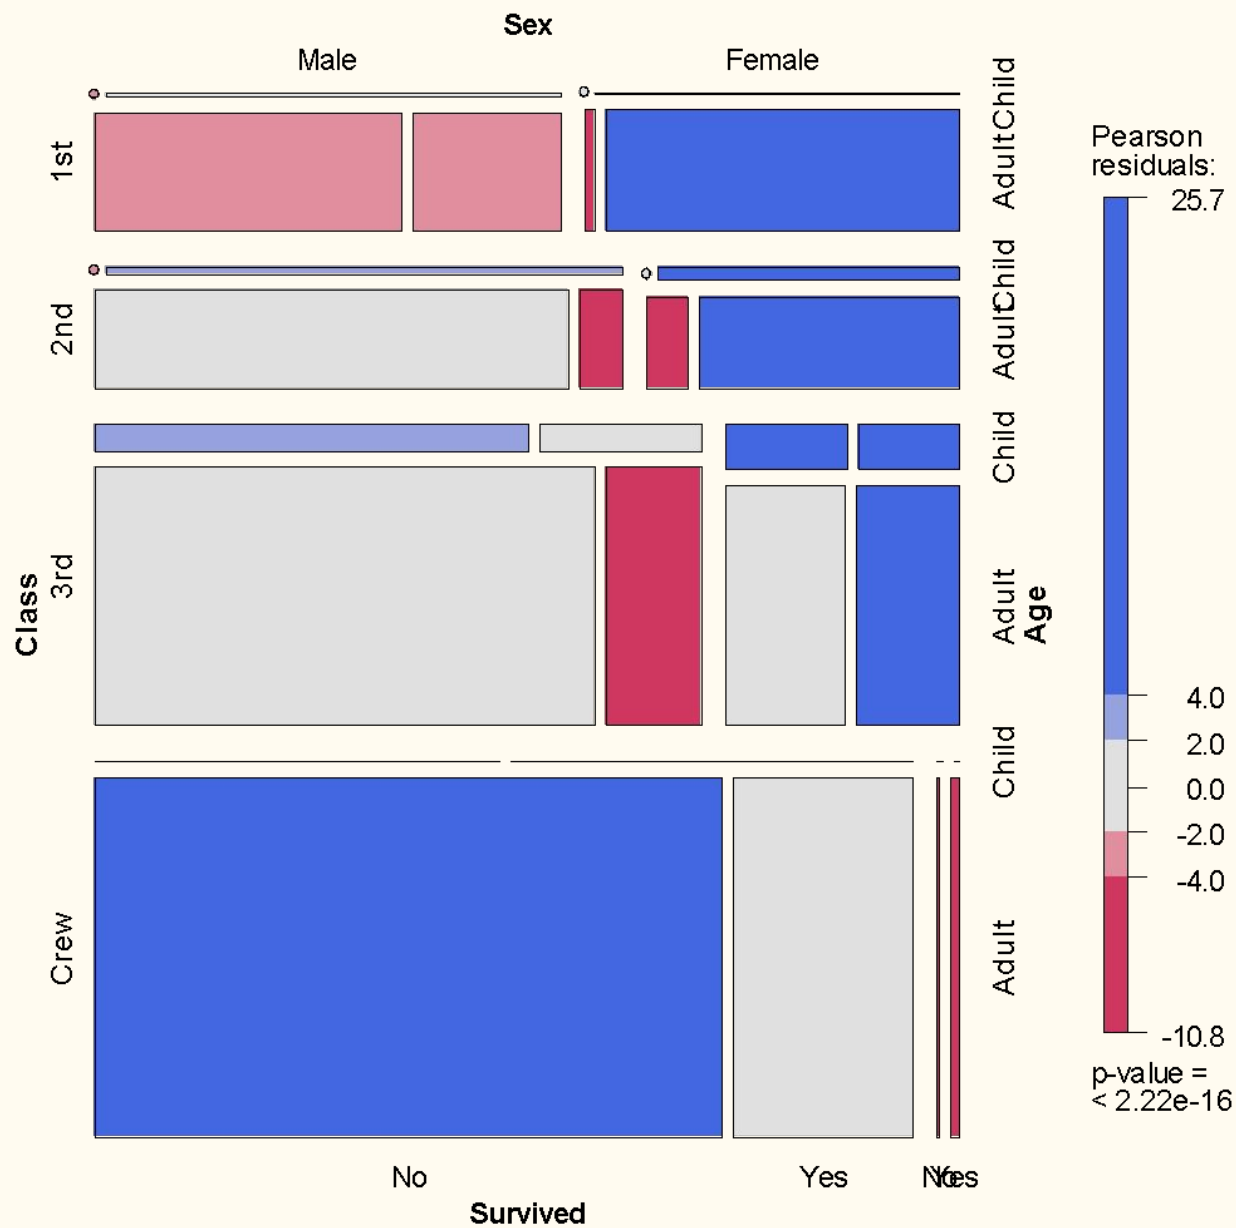 Sex
Male Female
Child
Adult
1st
Pearson
residuals:
25.7
Child
Adult
2nd
Child
Adult
3rd
Class
Age
4.0
2.0
0.0
-2.0
-4.0
Child
Adult
Crew
-10.8
p-value =
< 2.22e-16
No Yes No Yes
Survived